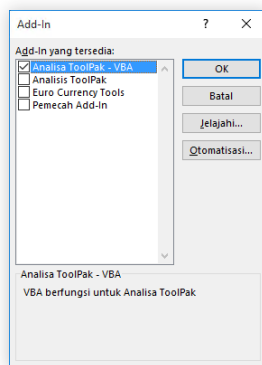 Add-In
Add-In yang tersedia:
Analisa ToolPak - VBA
Analisis ToolPak
Euro Currency Tools
Pemecah Add-In
OK
Batal
Jelajahi...
Otomatisasi...
Analisa ToolPak - VBA
VBA berfungsi untuk Analisa ToolPak